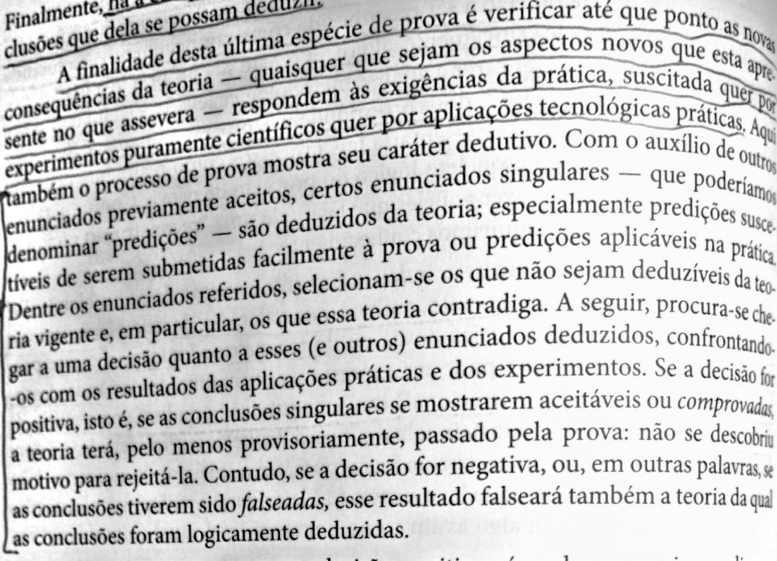 Finalmente, há a
clusões que dela se possam deduzir.
A finalidade desta última espécie de prova é verificar até que ponto as novas
consequências da teoria — quaisquer que sejam os aspectos novos que esta apre-
sente no que assevera — respondem às exigências da prática, suscitada quer por
experimentos puramente científicos quer por aplicações tecnológicas práticas. Aqui
também o processo de prova mostra seu caráter dedutivo. Com o auxílio de outros
enunciados previamente aceitos, certos enunciados singulares — que poderíamos
denominar “predições” — são deduzidos da teoria; especialmente predições susce-
tíveis de serem submetidas facilmente à prova ou predições aplicáveis na prática.
Dentre os enunciados referidos, selecionam-se os que não sejam deduzíveis da teo-
ria vigente e, em particular, os que essa teoria contradiga. A seguir, procura-se che-
gar a uma decisão quanto a esses (e outros) enunciados deduzidos, confrontando-
-os com os resultados das aplicações práticas e dos experimentos. Se a decisão for
positiva, isto é, se as conclusões singulares se mostrarem aceitáveis ou comprovadas,
a teoria terá, pelo menos provisoriamente, passado pela prova: não se descobriu
motivo para rejeitá-la. Contudo, se a decisão for negativa, ou, em outras palavras, se
as conclusões tiverem sido falseadas, esse resultado falseará também a teoria da qual
as conclusões foram logicamente deduzidas.